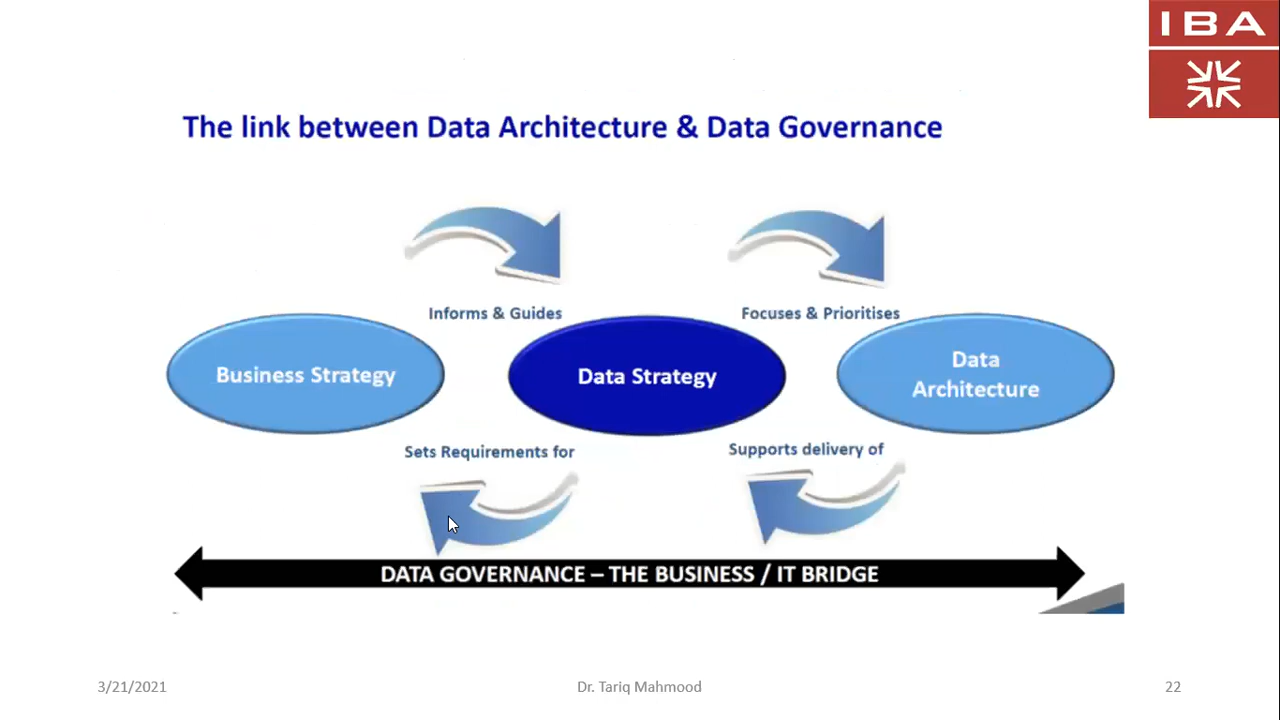 IBA
The link between Data Architecture & Data Governance
Informs & Guides
Focuses & Prioritises
Business Strategy
Data Strategy
Data
Architecture
Sets Requirements for
Supports delivery of
DATA GOVERNANCE – THE BUSINESS / IT BRIDGE
3/21/2021
Dr. Tariq Mahmood
22